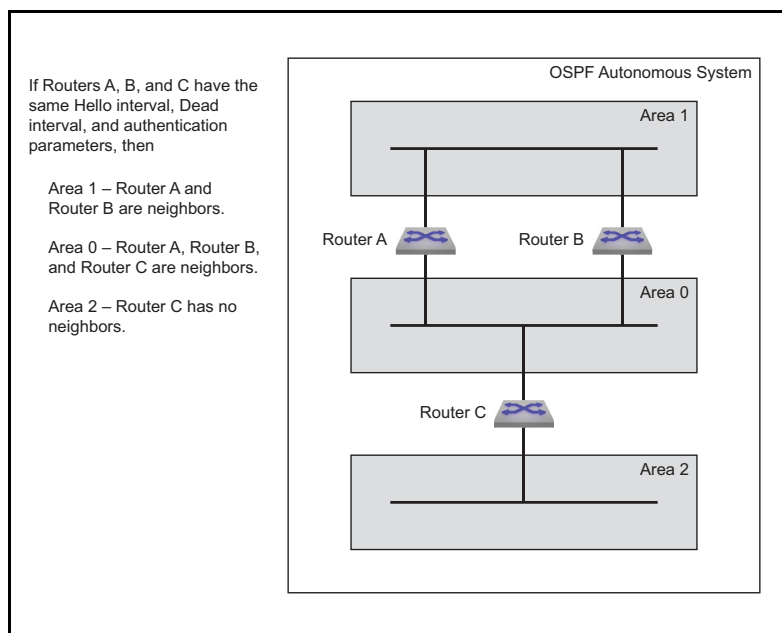 If Routers A, B, and C have the
same Hello interval, Dead
interval, and authentication
parameters, then
Area 1 – Router A and
Router B are neighbors.
Area 0 – Router A, Router B,
and Router C are neighbors.
Area 2 – Router C has no
neighbors.
OSPF Autonomous System
Area 1
Router A
Router B
Area 0
Router C
Area 2